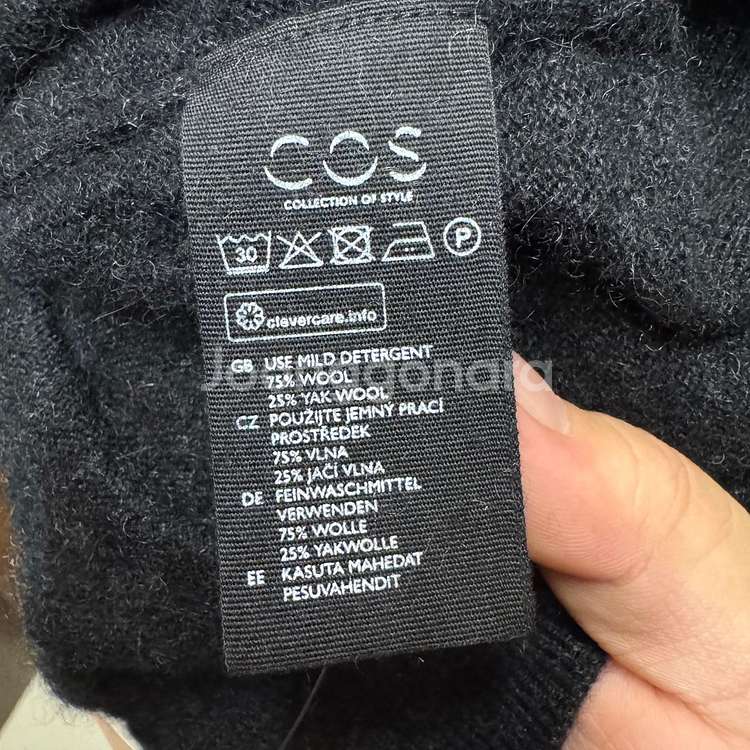 COS
COLLECTION OF STYLE
30
P
clevercare.info
GB USE MILD DETERGENT
75% WOOL
25% YAK WOOL
CZ POUŽIJTE JEMNÝ PRACÍ
PROSTŘEDEK
75% VLNA
25% JAČÍ VLNA
DE FEINWASCHMITTEL
VERWENDEN
75% WOLLE
25% YAKWOLLE
EE KASUTA MAHEDAT
PESUVAHENDIT